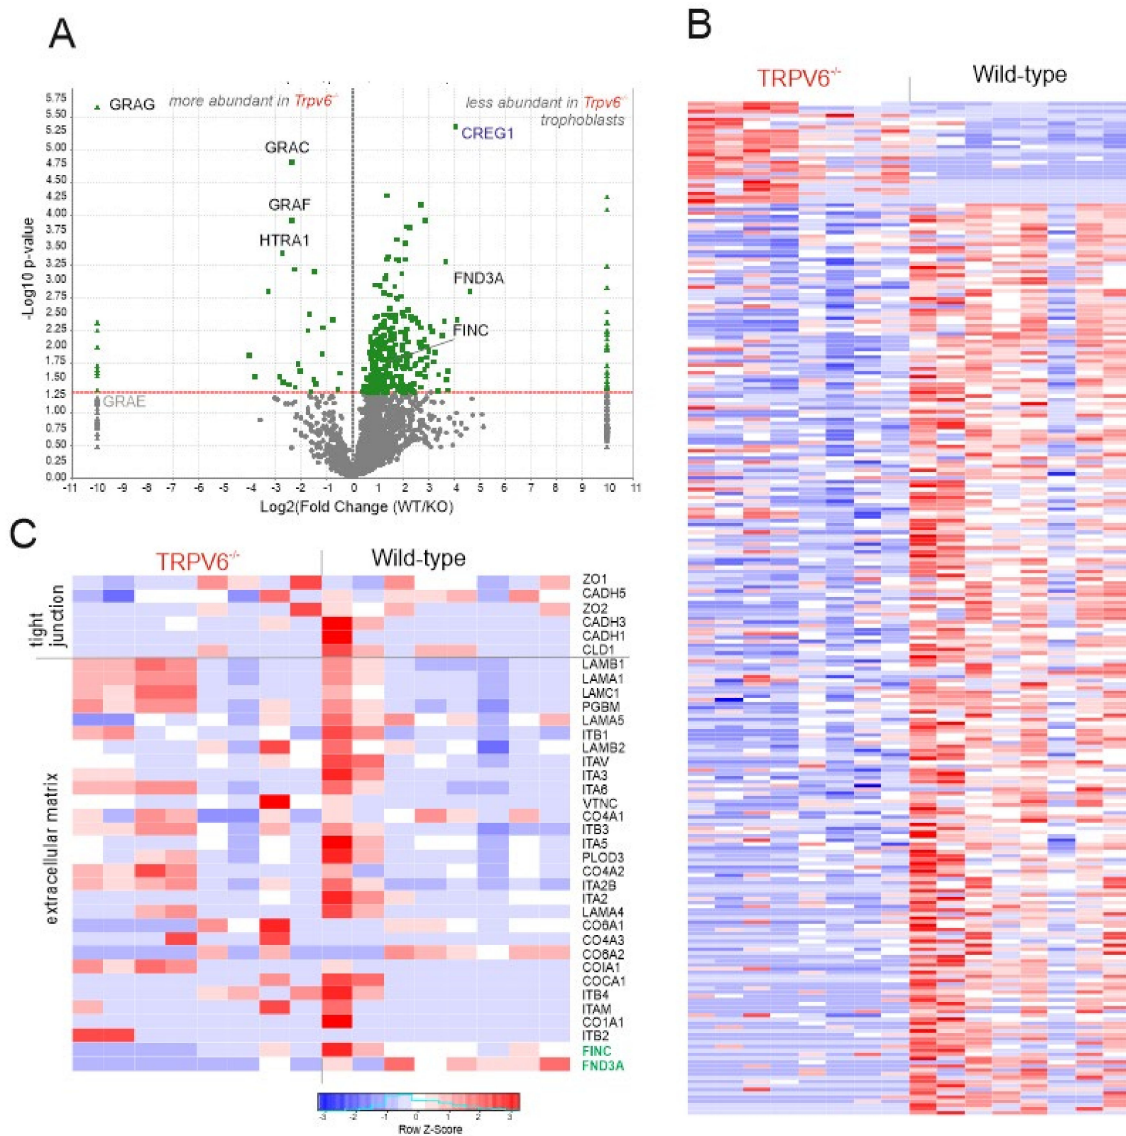 A
more abundant in Trpv6-/-
less abundant in Trpv6-/-
trophoblasts
GRAG
CREG1
GRAC
GRAF
HTRA1
FND3A
FINC
GRAE
-Log10 p-value
5.75
5.50
5.25
5.00
4.75
4.50
4.25
4.00
3.75
3.50
3.25
3.00
2.75
2.50
2.25
2.00
1.75
1.50
1.25
1.00
0.75
0.50
0.25
0.00
-11 -10 -9 -8 -7 -6 -5 -4 -3 -2 -1 0 1 2 3 4 5 6 7 8 9 10 11
Log2(Fold Change (WT/KO)
B
TRPV6-/-
Wild-type
C
TRPV6-/-
Wild-type
tight
junction
extracellular matrix
ZO1
CADH5
ZO2
CADH3
CADH1
CLD1
LAMB1
LAMA1
LAMC1
PGBM
LAMA5
ITB1
LAMB2
ITAV
ITA3
ITA6
VTNC
CO4A1
ITB3
ITA5
PLOD3
CO4A2
ITA2B
ITA2
LAMA4
CO6A1
CO4A3
CO6A2
COIA1
COCA1
ITB4
ITAM
CO1A1
ITB2
FINC
FND3A
-3 -2 -1 0 1 2 3
Row Z-Score